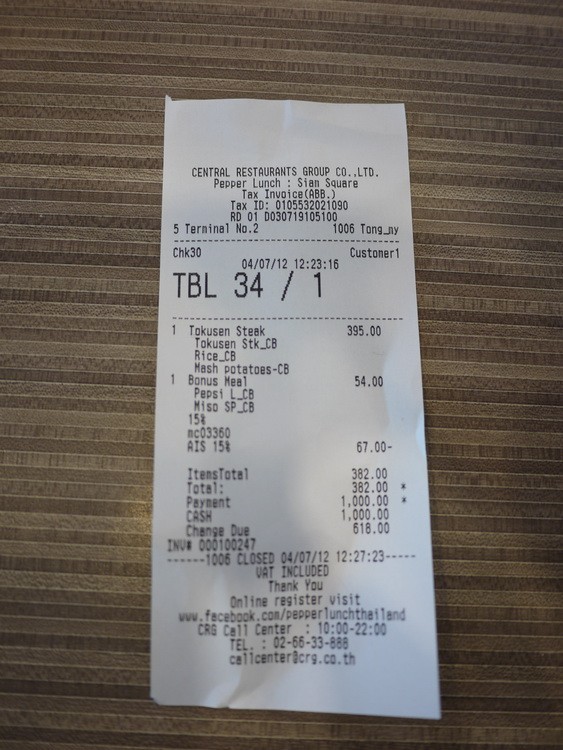 CENTRAL RESTAURANTS GROUP CO.,LTD.
Pepper Lunch : Siam Square
Tax Invoice(ABB.)
Tax ID: 0105532021090
RD 01 D030719105100
5 Terminal No.2 1006 Tong_ny
Chk30 Customer1
04/07/12 12:23:16
TBL 34 / 1
1 Tokusen Steak 395.00
Tokusen Stk_CB
Rice_CB
Mash potatoes-CB
1 Bonus Meal 54.00
Pepsi L_CB
Miso SP_CB
15%
mc03360
AIS 15% 67.00-
ItemsTotal 382.00
Total: 382.00 *
Payment 1,000.00 *
CASH 1,000.00
Change Due 618.00
INV# 000100247
------1006 CLOSED 04/07/12 12:27:23-----
VAT INCLUDED
Thank You
Online register visit
www.facebook.com/pepperlunchthailand
CRG Call Center : 10:00-22:00
TEL. : 02-66-33-888
callcenter@crg.co.th